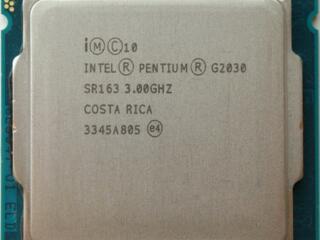 i Ⓜ Ⓒ 10
INTEL® PENTIUM® G2030
SR163 3.00GHZ
COSTA RICA
3345A805 e4